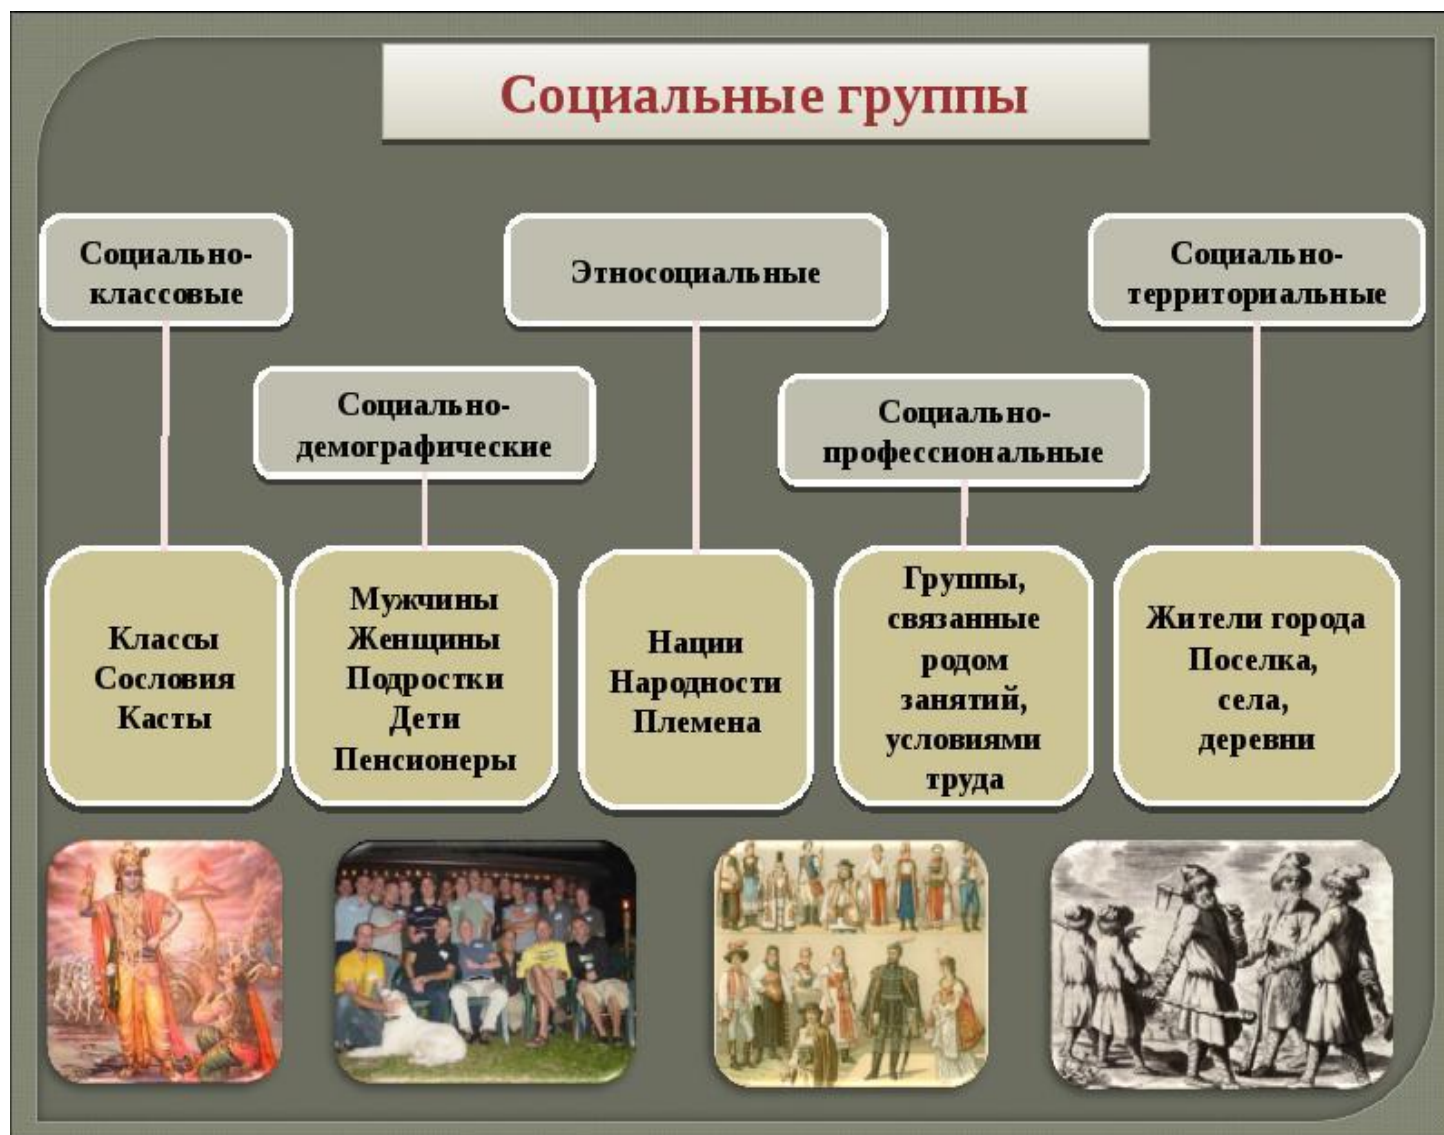 Социальные группы
Социально-
классовые
Этносоциальные
Социально-
территориальные
Социально-
демографические
Социально-
профессиональные
Классы
Сословия
Касты
Мужчины
Женщины
Подростки
Дети
Пенсионеры
Нации
Народности
Племена
Группы,
связанные
родом
занятий,
условиями
труда
Жители города
Поселка,
села,
деревни